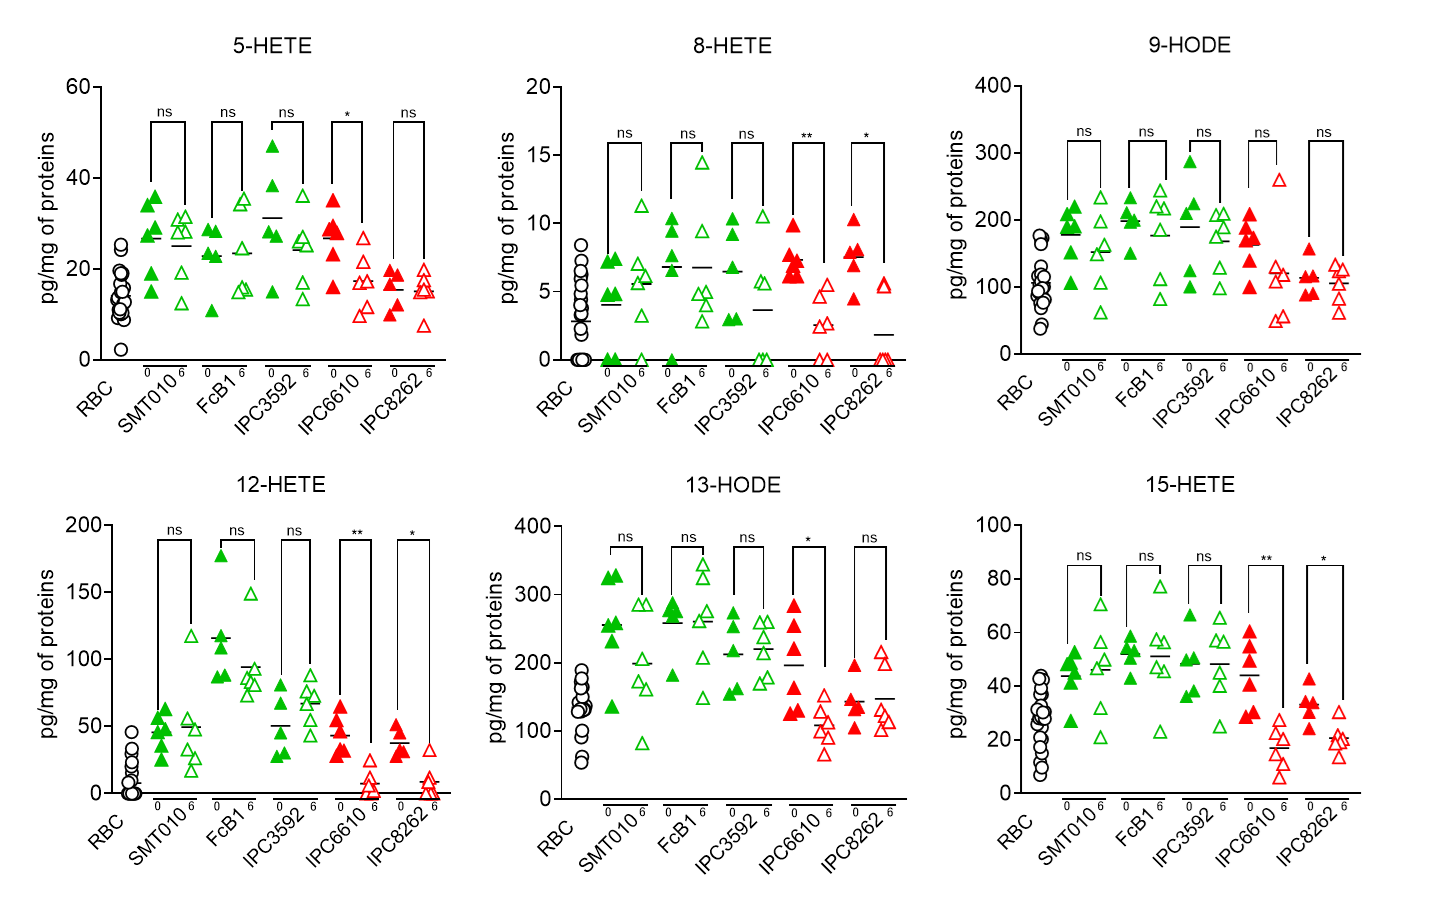 5-HETE
pg/mg of proteins
60
40
20
0
ns
ns
ns
*
ns
0 6 0 6 0 6 0 6 0 6
RBC
SMT010
FcB1
IPC3592
IPC6610
IPC8262
8-HETE
pg/mg of proteins
20
15
10
5
0
ns
ns
ns
**
*
0 6 0 6 0 6 0 6 0 6
RBC
SMT010
FcB1
IPC3592
IPC6610
IPC8262
9-HODE
pg/mg of proteins
400
300
200
100
0
ns
ns
ns
ns
ns
0 6 0 6 0 6 0 6 0 6
RBC
SMT010
FcB1
IPC3592
IPC6610
IPC8262
12-HETE
pg/mg of proteins
200
150
100
50
0
ns
ns
ns
**
*
0 6 0 6 0 6 0 6 0 6
RBC
SMT010
FcB1
IPC3592
IPC6610
IPC8262
13-HODE
pg/mg of proteins
400
300
200
100
0
ns
ns
ns
*
ns
0 6 0 6 0 6 0 6 0 6
RBC
SMT010
FcB1
IPC3592
IPC6610
IPC8262
15-HETE
pg/mg of proteins
100
80
60
40
20
0
ns
ns
ns
**
*
0 6 0 6 0 6 0 6 0 6
RBC
SMT010
FcB1
IPC3592
IPC6610
IPC8262